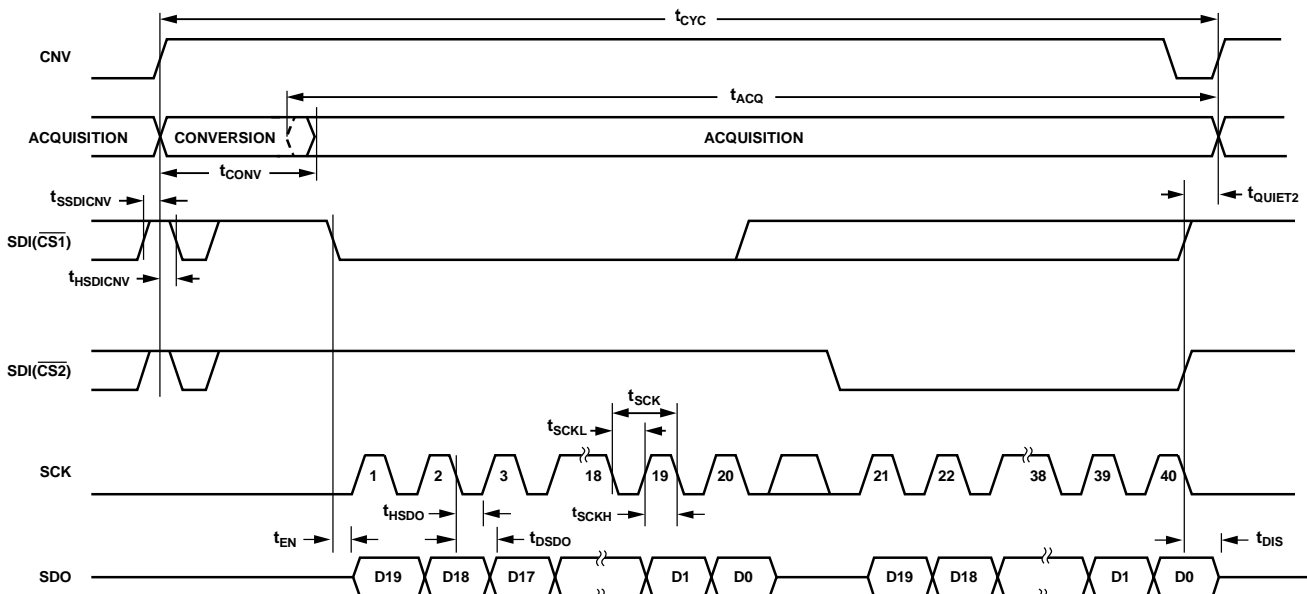 tCYC
CNV
tACQ
ACQUISITION CONVERSION ACQUISITION
tCONV
tSSDICNV tQUIET2
SDI(CS1)
tHSDICNV
SDI(CS2)
tSCK
tSCKL
SCK 1 2 3 18 19 20 21 22 38 39 40
tHSDO tSCKH
tEN tDSDO tDIS
SDO D19 D18 D17 D1 D0 D19 D18 D1 D0